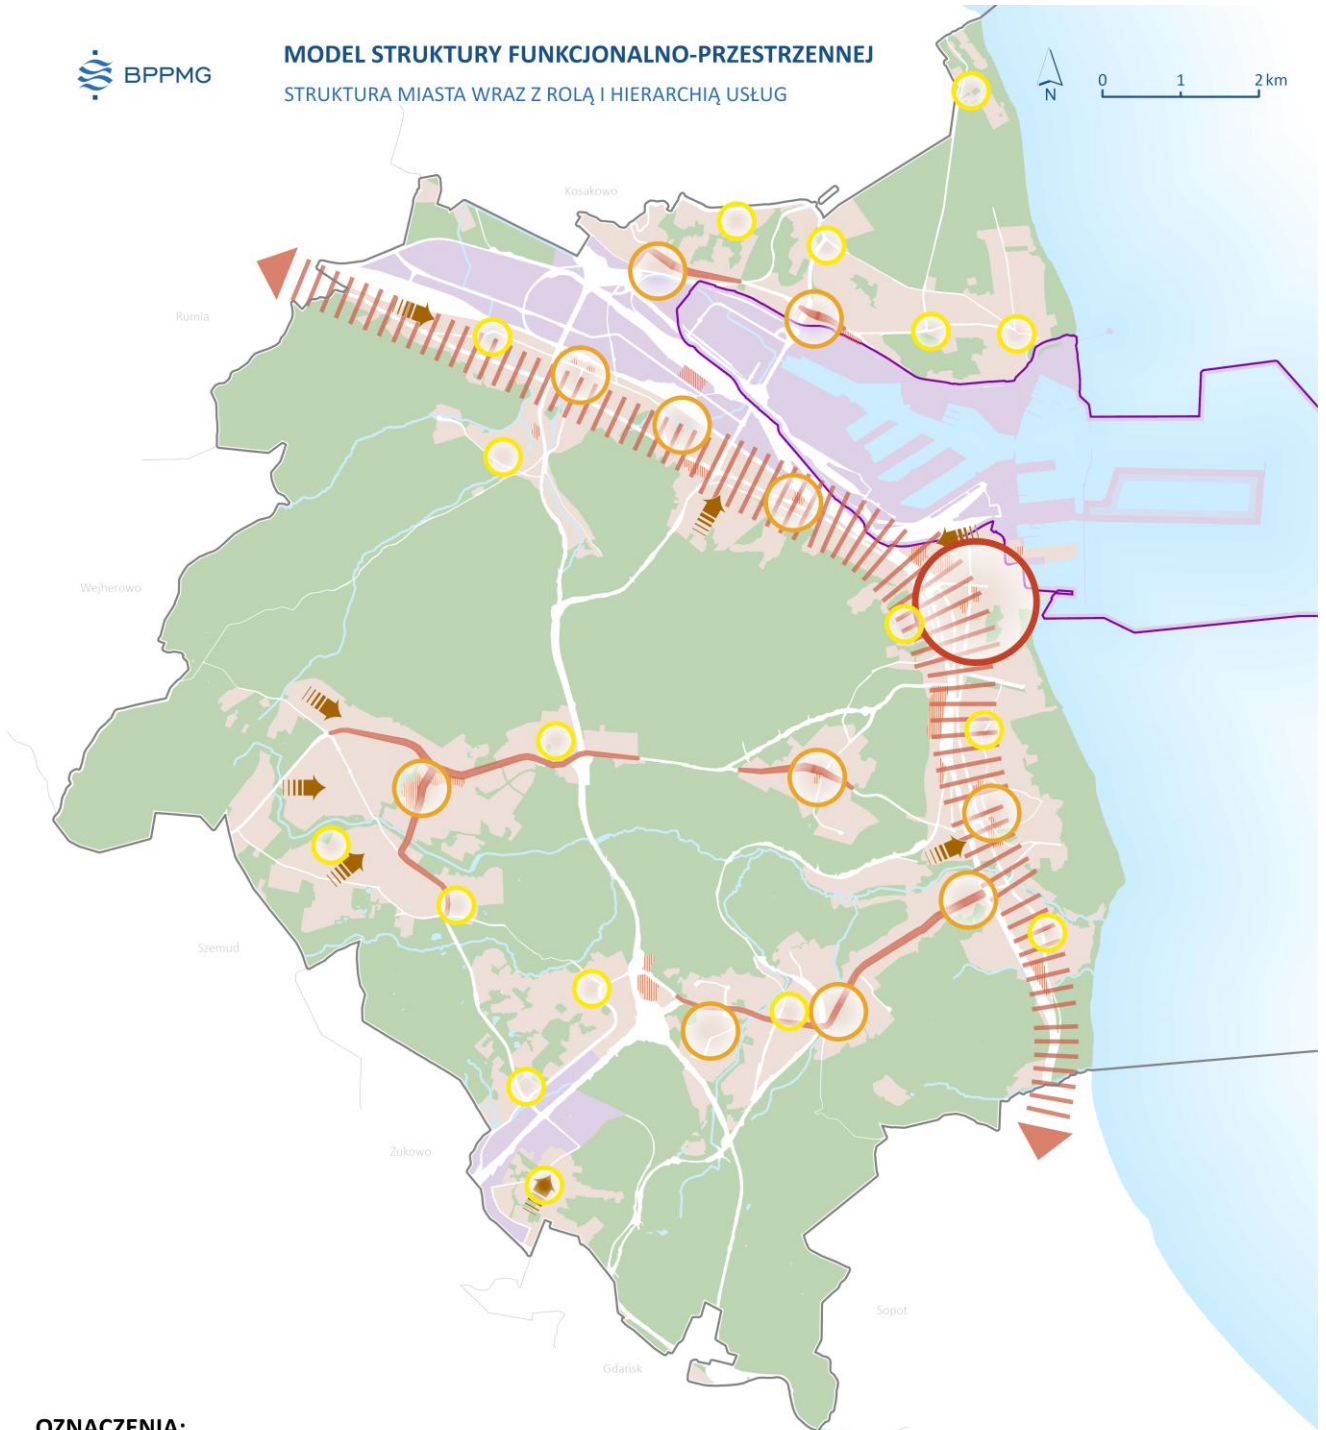 BPPMG
MODEL STRUKTURY FUNKCJONALNO-PRZESTRZENNEJ
STRUKTURA MIASTA WRAZ Z ROLĄ I HIERARCHIĄ USŁUG
N
0 1 2 km
Kosakowo
Rumia
Wejherowo
Szemud
Żukowo
Sopot
Gdańsk
OZNACZENIA: